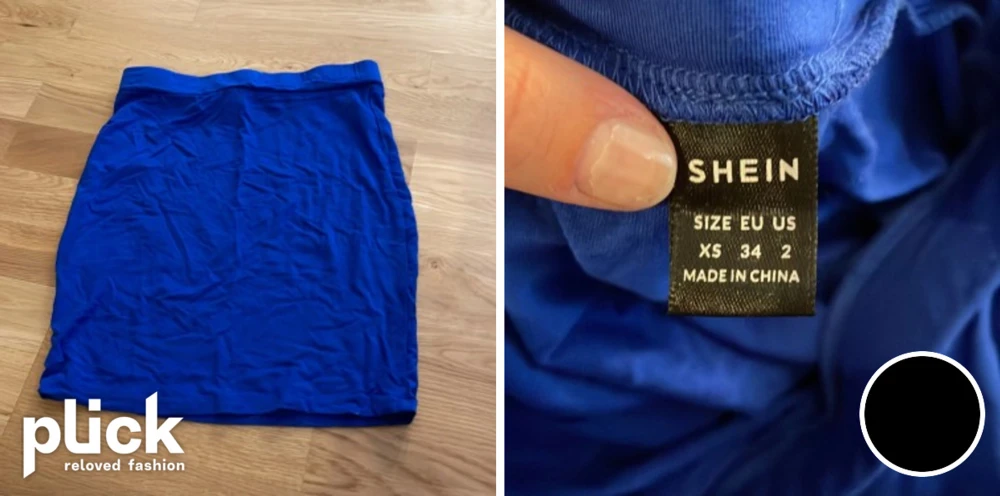 plick
reloved fashion
SHEIN
SIZE EU US
XS 34 2
MADE IN CHINA